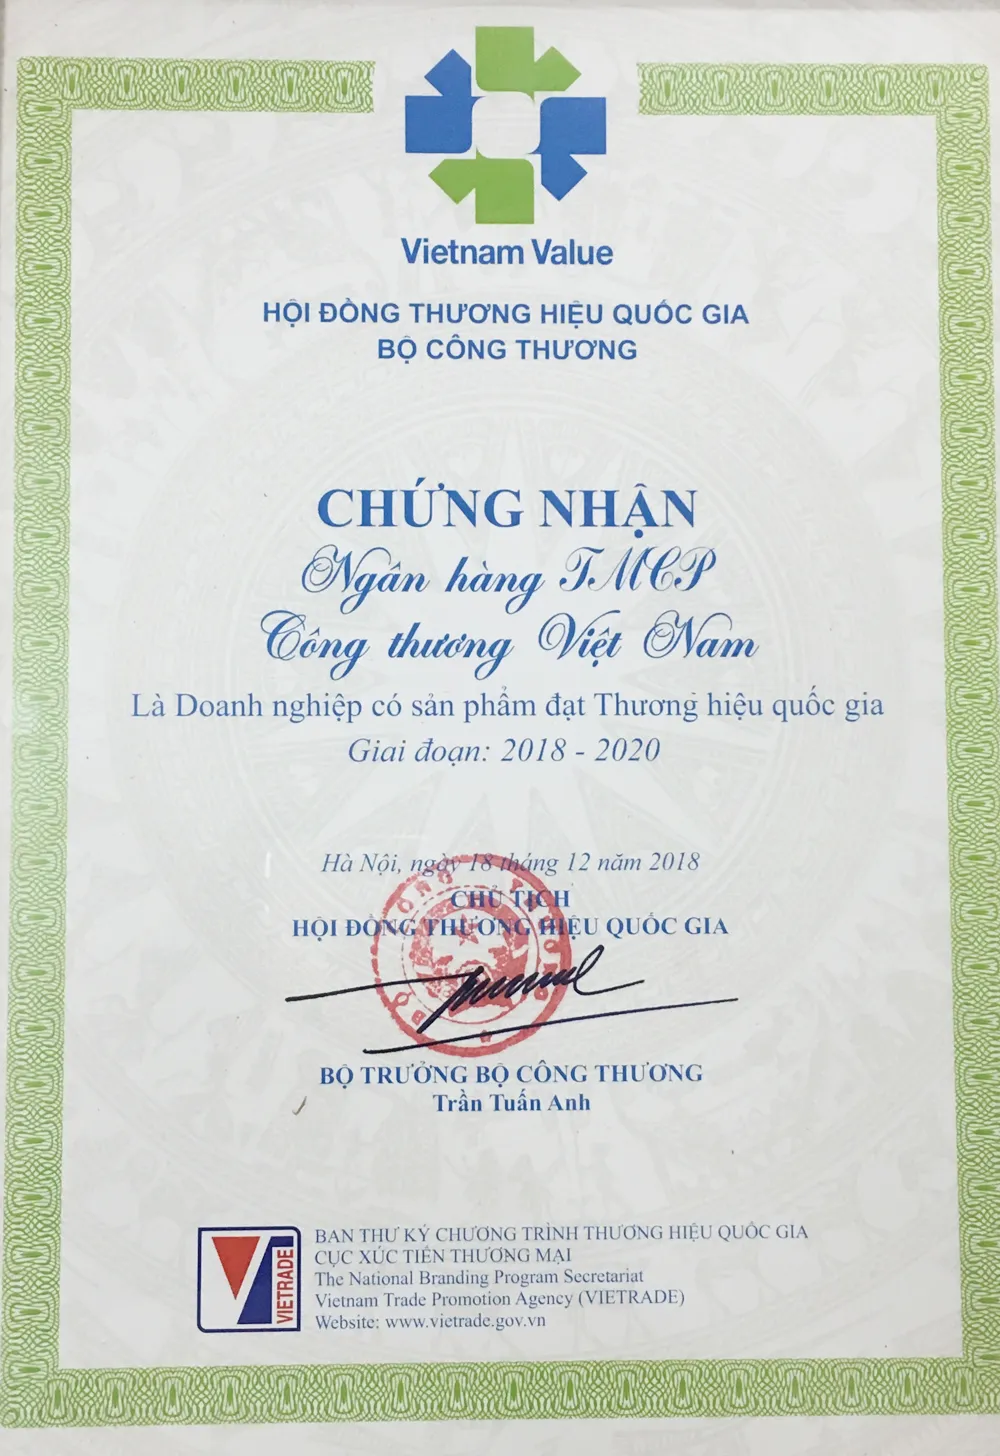 Vietnam Value
HỘI ĐỒNG THƯƠNG HIỆU QUỐC GIA
BỘ CÔNG THƯƠNG
CHỨNG NHẬN
Ngân hàng TMCP
Công thương Việt Nam
Là Doanh nghiệp có sản phẩm đạt Thương hiệu quốc gia
Giai đoạn: 2018 - 2020
Hà Nội, ngày 18 tháng 12 năm 2018
CHỦ TỊCH
HỘI ĐỒNG THƯƠNG HIỆU QUỐC GIA
BỘ CÔNG THƯƠNG
BỘ TRƯỞNG BỘ CÔNG THƯƠNG
Trần Tuấn Anh
VIETRADE
BAN THƯ KÝ CHƯƠNG TRÌNH THƯƠNG HIỆU QUỐC GIA
CỤC XÚC TIẾN THƯƠNG MẠI
The National Branding Program Secretariat
Vietnam Trade Promotion Agency (VIETRADE)
Website: www.vietrade.gov.vn